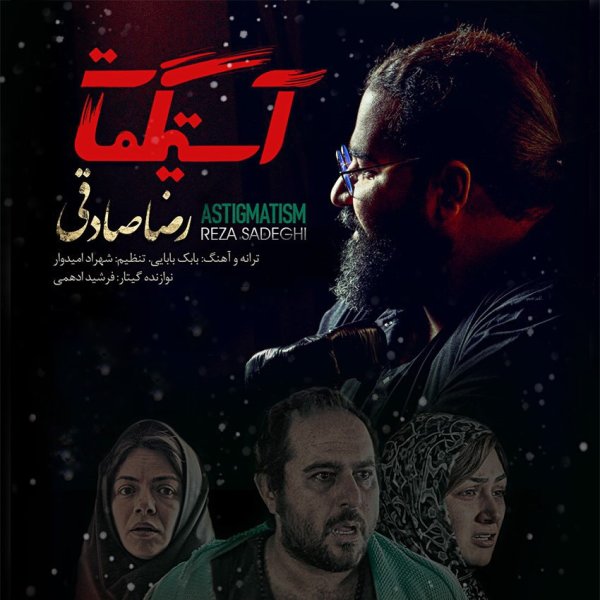 آستیگمات
رضا صادقی
ASTIGMATISM
REZA SADEGHI
ترانه و آهنگ: بابک بابایی. تنظیم: شهراد امیدوار
نوازنده گیتار: فرشید ادهمی